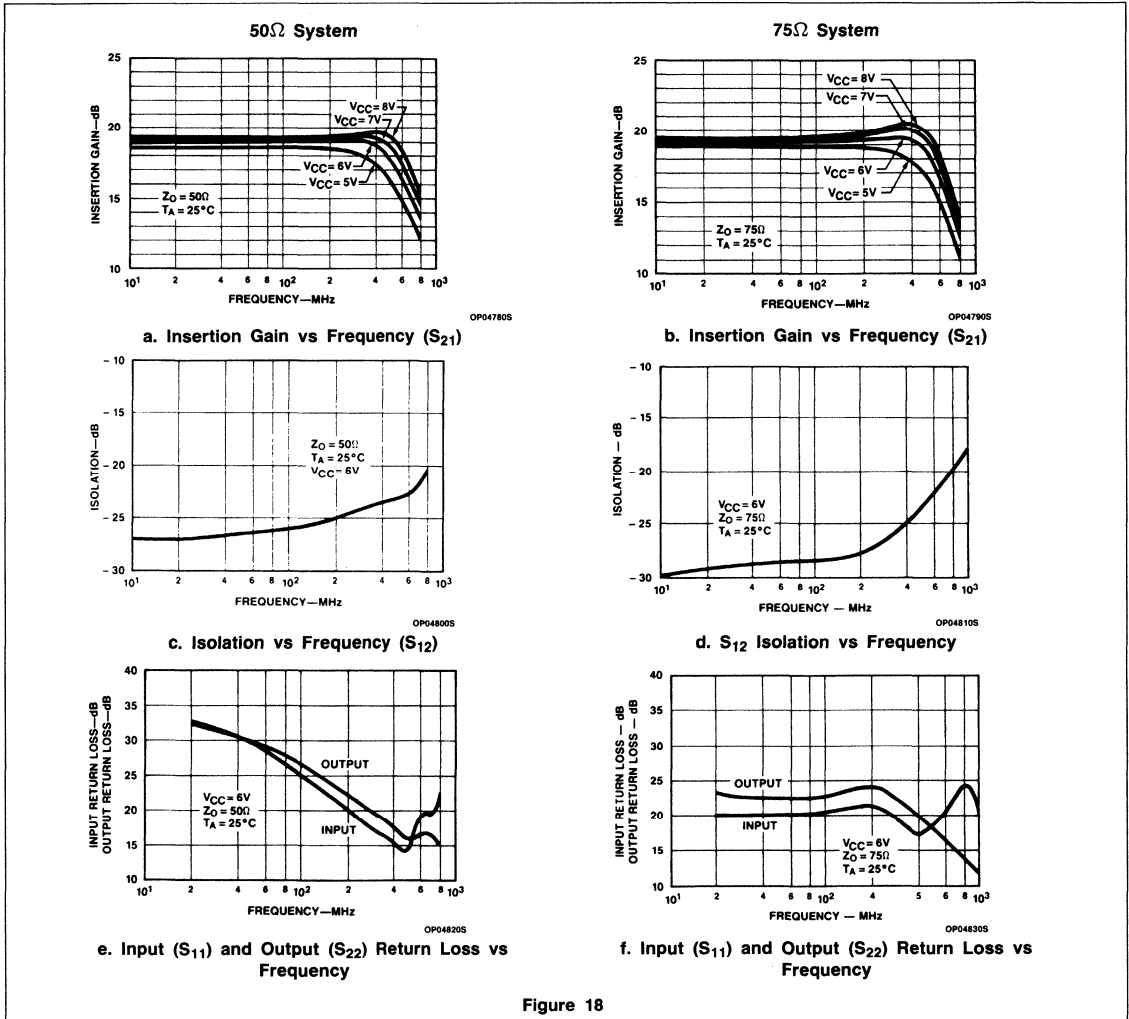 50Ω System
25
20
15
10
INSERTION GAIN—dB
VCC = 8V
VCC = 7V
VCC = 6V
VCC = 5V
ZO = 50Ω
TA = 25°C
10¹ 2 4 6 8 10² 2 4 6 8 10³
FREQUENCY—MHz
OP04780S
a. Insertion Gain vs Frequency (S21)
75Ω System
25
20
15
10
INSERTION GAIN—dB
VCC = 8V
VCC = 7V
VCC = 6V
VCC = 5V
ZO = 75Ω
TA = 25°C
10¹ 2 4 6 8 10² 2 4 6 8 10³
FREQUENCY—MHz
OP04790S
b. Insertion Gain vs Frequency (S21)
- 10
- 15
- 20
- 25
- 30
ISOLATION—dB
ZO = 50Ω
TA = 25°C
VCC = 6V
10¹ 2 4 6 8 10² 2 4 6 8 10³
FREQUENCY—MHz
OP04800S
c. Isolation vs Frequency (S12)
- 10
- 15
- 20
- 25
- 30
ISOLATION — dB
VCC = 6V
ZO = 75Ω
TA = 25°C
10¹ 2 4 6 8 10² 2 4 6 8 10³
FREQUENCY — MHz
OP04810S
d. S12 Isolation vs Frequency
40
35
30
25
20
15
10
INPUT RETURN LOSS—dB
OUTPUT RETURN LOSS—dB
OUTPUT
INPUT
VCC = 6V
ZO = 50Ω
TA = 25°C
10¹ 2 4 6 8 10² 2 4 6 8 10³
FREQUENCY—MHz
OP04820S
e. Input (S11) and Output (S22) Return Loss vs
Frequency
40
35
30
25
20
15
10
INPUT RETURN LOSS — dB
OUTPUT RETURN LOSS — dB
OUTPUT
INPUT
VCC = 6V
ZO = 75Ω
TA = 25°C
10¹ 2 4 6 8 10² 2 4 5 6 8 10³
FREQUENCY — MHz
OP04830S
f. Input (S11) and Output (S22) Return Loss vs
Frequency
Figure 18